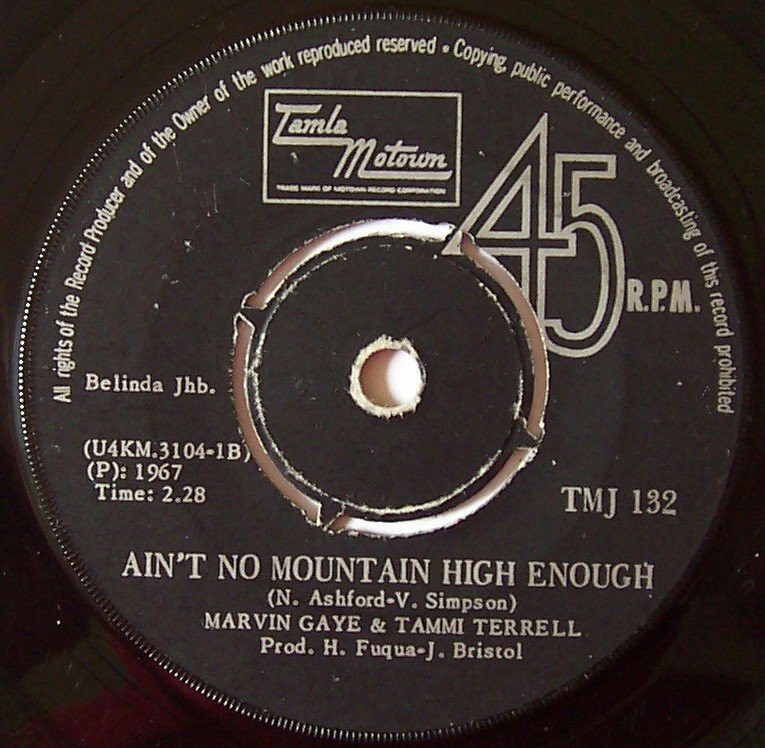 All rights of the Record Producer and of the Owner of the work reproduced reserved • Copying, public performance and broadcasting of this record prohibited
Tamla
Motown
TRADE MARK OF MOTOWN RECORD CORPORATION
45
R.P.M.
Belinda Jhb.
(U4KM.3104-1B)
(P): 1967
Time: 2.28
TMJ 132
AIN'T NO MOUNTAIN HIGH ENOUGH
(N. Ashford-V. Simpson)
MARVIN GAYE & TAMMI TERRELL
Prod. H. Fuqua-J. Bristol